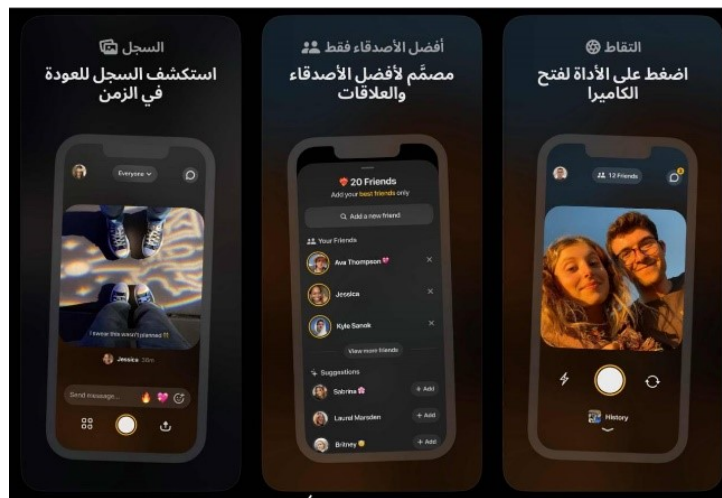 التقاط
اضغط على الأداة لفتح
الكاميرا
12 Friends
2
History
أفضل الأصدقاء فقط
مصمَّم لأفضل الأصدقاء
والعلاقات
20 Friends
Add your best friends only
Add a new friend
Your Friends
Ava Thompson
Jessica
Kyle Sanok
View more friends
Suggestions
Sabrina
+ Add
Laurel Marsden
+ Add
Britney
+ Add
السجل
استكشف السجل للعودة
في الزمن
Everyone
I swear this wasn't planned
Jessica 38m
Send message...